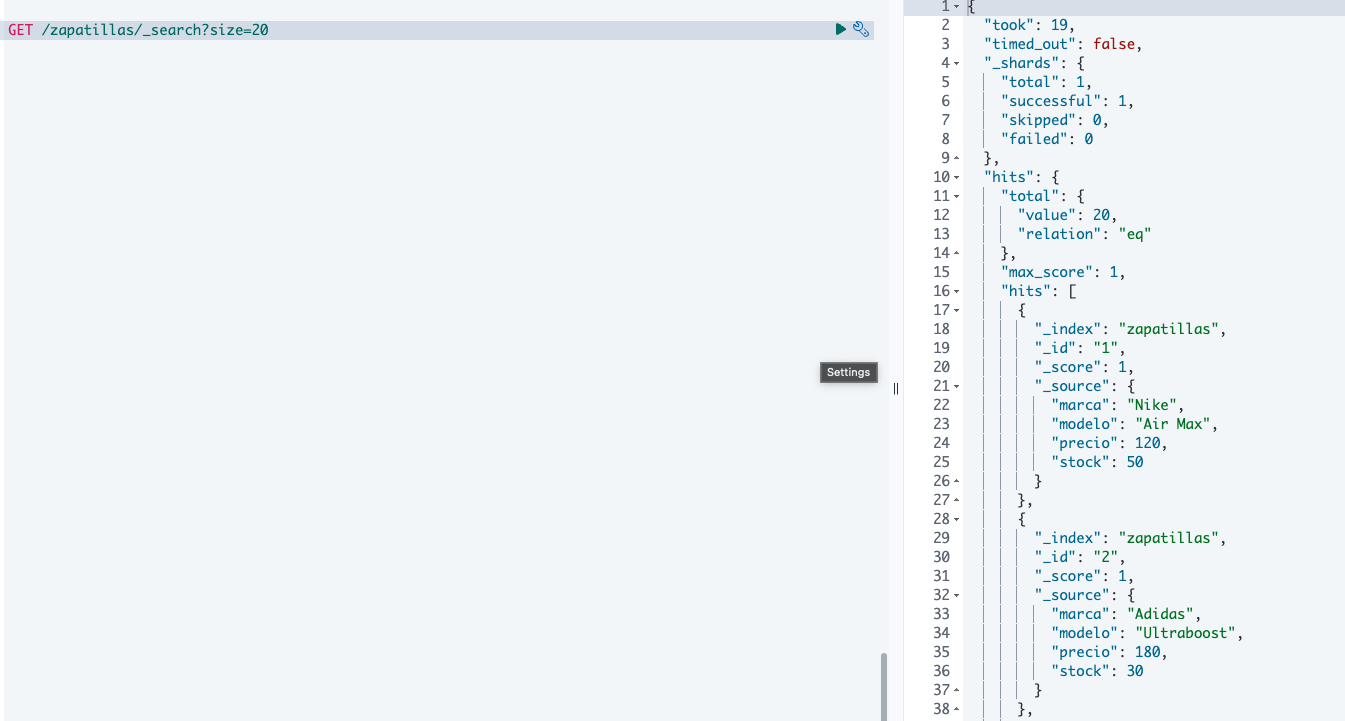 GET /zapatillas/_search?size=20
Settings
1 {
2 "took": 19,
3 "timed_out": false,
4 "_shards": {
5 "total": 1,
6 "successful": 1,
7 "skipped": 0,
8 "failed": 0
9 },
10 "hits": {
11 "total": {
12 "value": 20,
13 "relation": "eq"
14 },
15 "max_score": 1,
16 "hits": [
17 {
18 "_index": "zapatillas",
19 "_id": "1",
20 "_score": 1,
21 "_source": {
22 "marca": "Nike",
23 "modelo": "Air Max",
24 "precio": 120,
25 "stock": 50
26 }
27 },
28 {
29 "_index": "zapatillas",
30 "_id": "2",
31 "_score": 1,
32 "_source": {
33 "marca": "Adidas",
34 "modelo": "Ultraboost",
35 "precio": 180,
36 "stock": 30
37 }
38 },